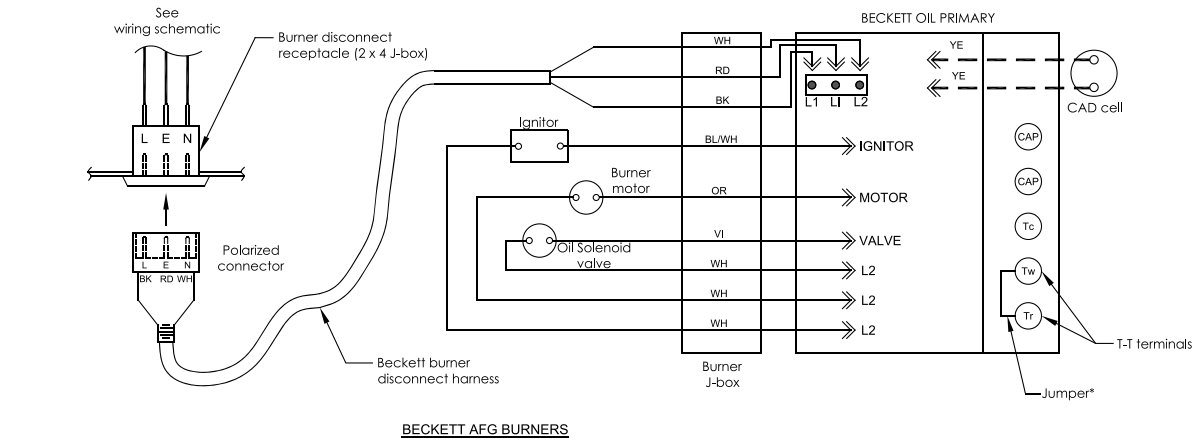 See
wiring schematic
Burner disconnect
receptacle (2 x 4 J-box)
L E N
L E N
BK RD WH
Polarized
connector
Beckett burner
disconnect harness
Ignitor
Burner
motor
Oil Solenoid
valve
WH
RD
BK
BL/WH
OR
VI
WH
WH
WH
Burner
J-box
BECKETT OIL PRIMARY
L1 LI L2
IGNITOR
MOTOR
VALVE
L2
L2
L2
YE
YE
CAD cell
CAP
CAP
Tc
Tw
Tr
T-T terminals
Jumper*
BECKETT AFG BURNERS